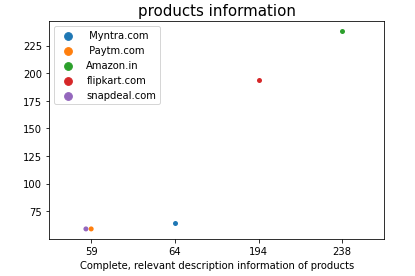 products information
Myntra.com
Paytm.com
Amazon.in
flipkart.com
snapdeal.com
225
200
175
150
125
100
75
59 64 194 238
Complete, relevant description information of products